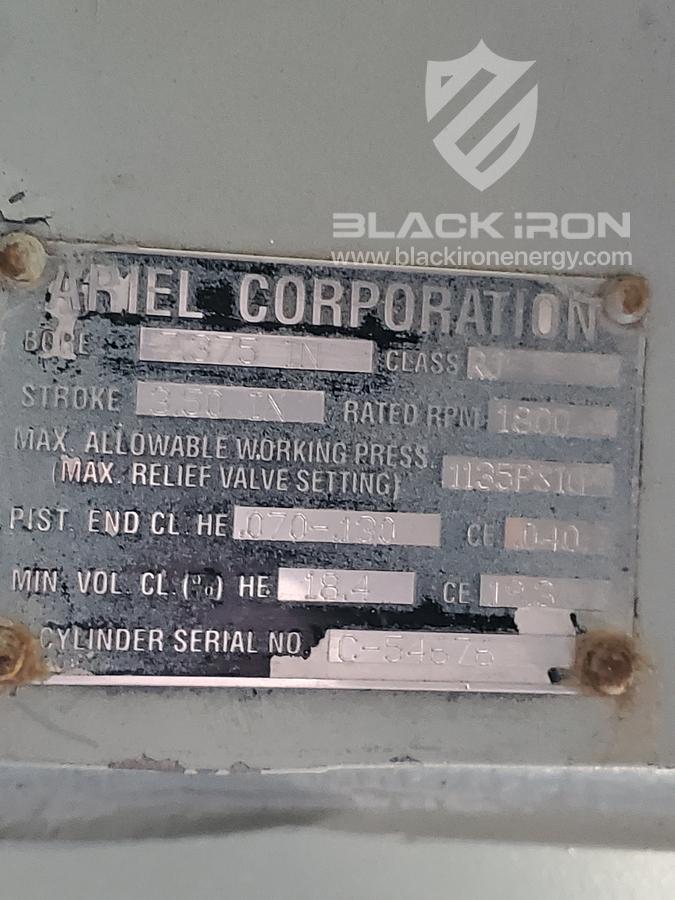 BLACK IRON
www.blackironenergy.com
ARIEL CORPORATION
BORE 7.375 IN CLASS RJ
STROKE 3.50 IN RATED RPM 1800
MAX. ALLOWABLE WORKING PRESS.
(MAX. RELIEF VALVE SETTING) 1135PSIG
PIST. END CL. HE .070-.130 CE .040
MIN. VOL. CL. (%) HE 18.4 CE
CYLINDER SERIAL NO.